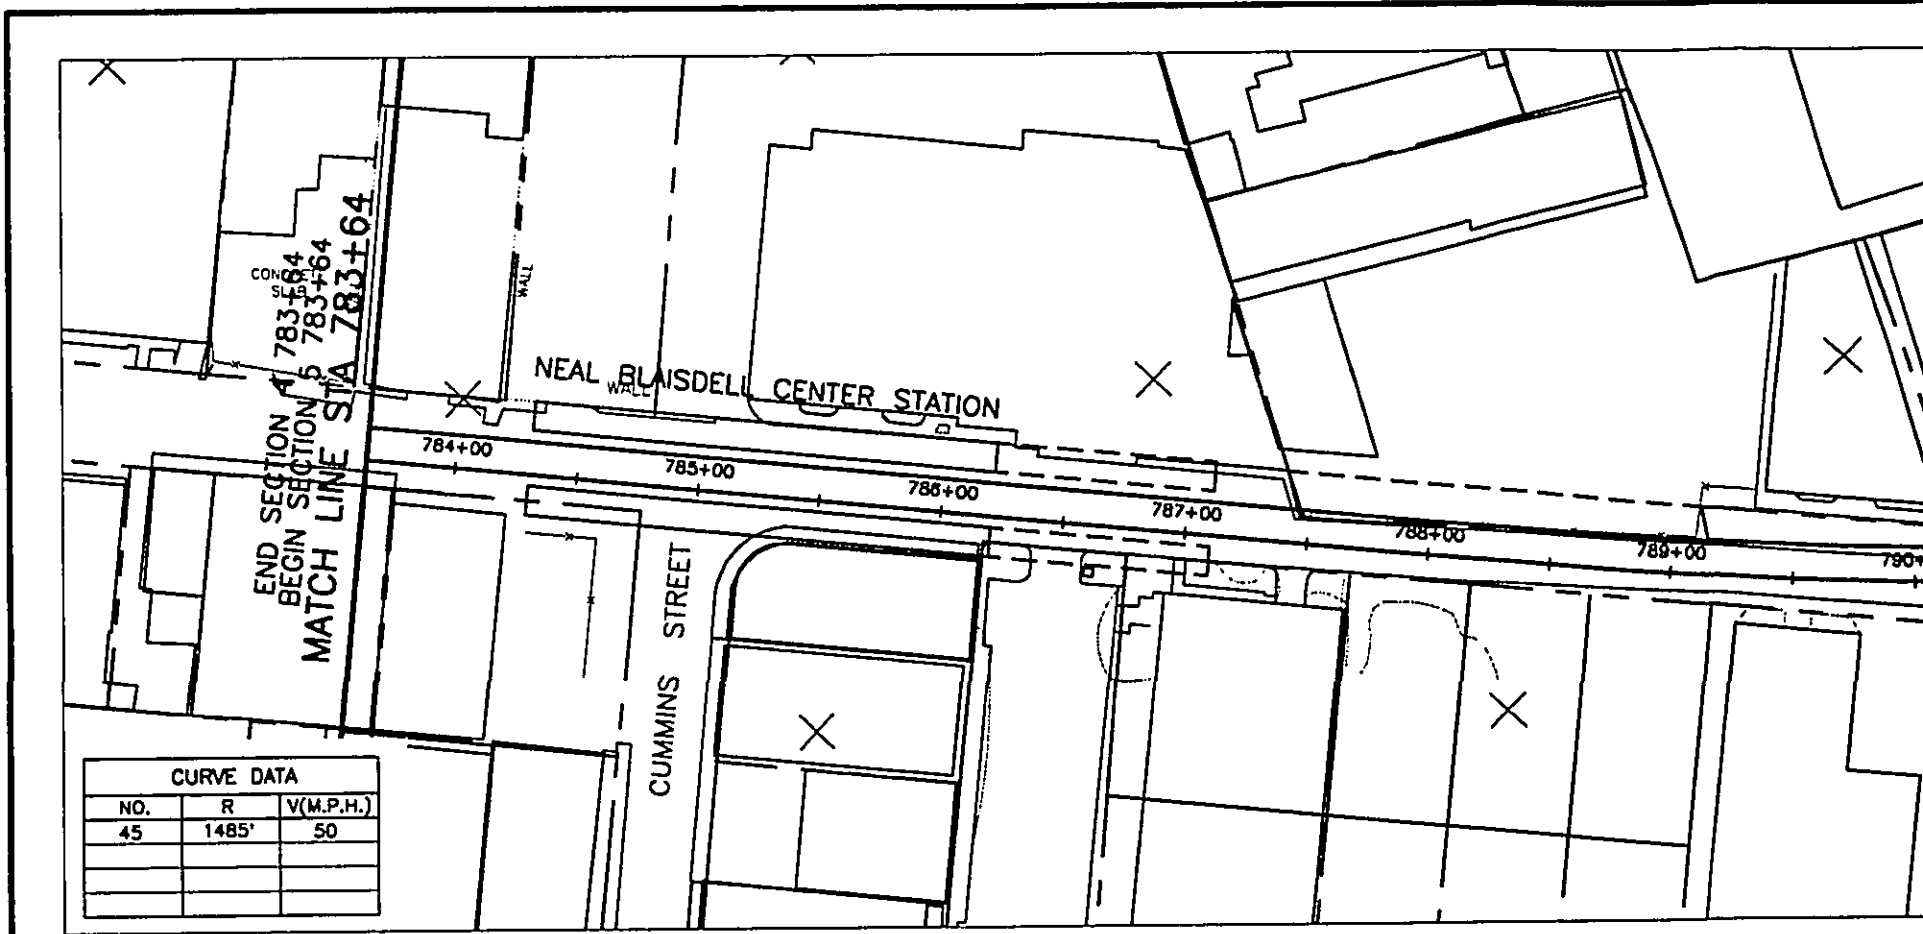 CONCRETE
SLAB
END SECTION 4 783+64
BEGIN SECTION 5 783+64
MATCH LINE STA 783+64
WALL
NEAL BLAISDELL CENTER STATION
WALL
784+00
785+00
786+00
787+00
788+00
789+00
790+
CUMMINS STREET
CURVE DATA
NO. R V(M.P.H.)
45 1485' 50